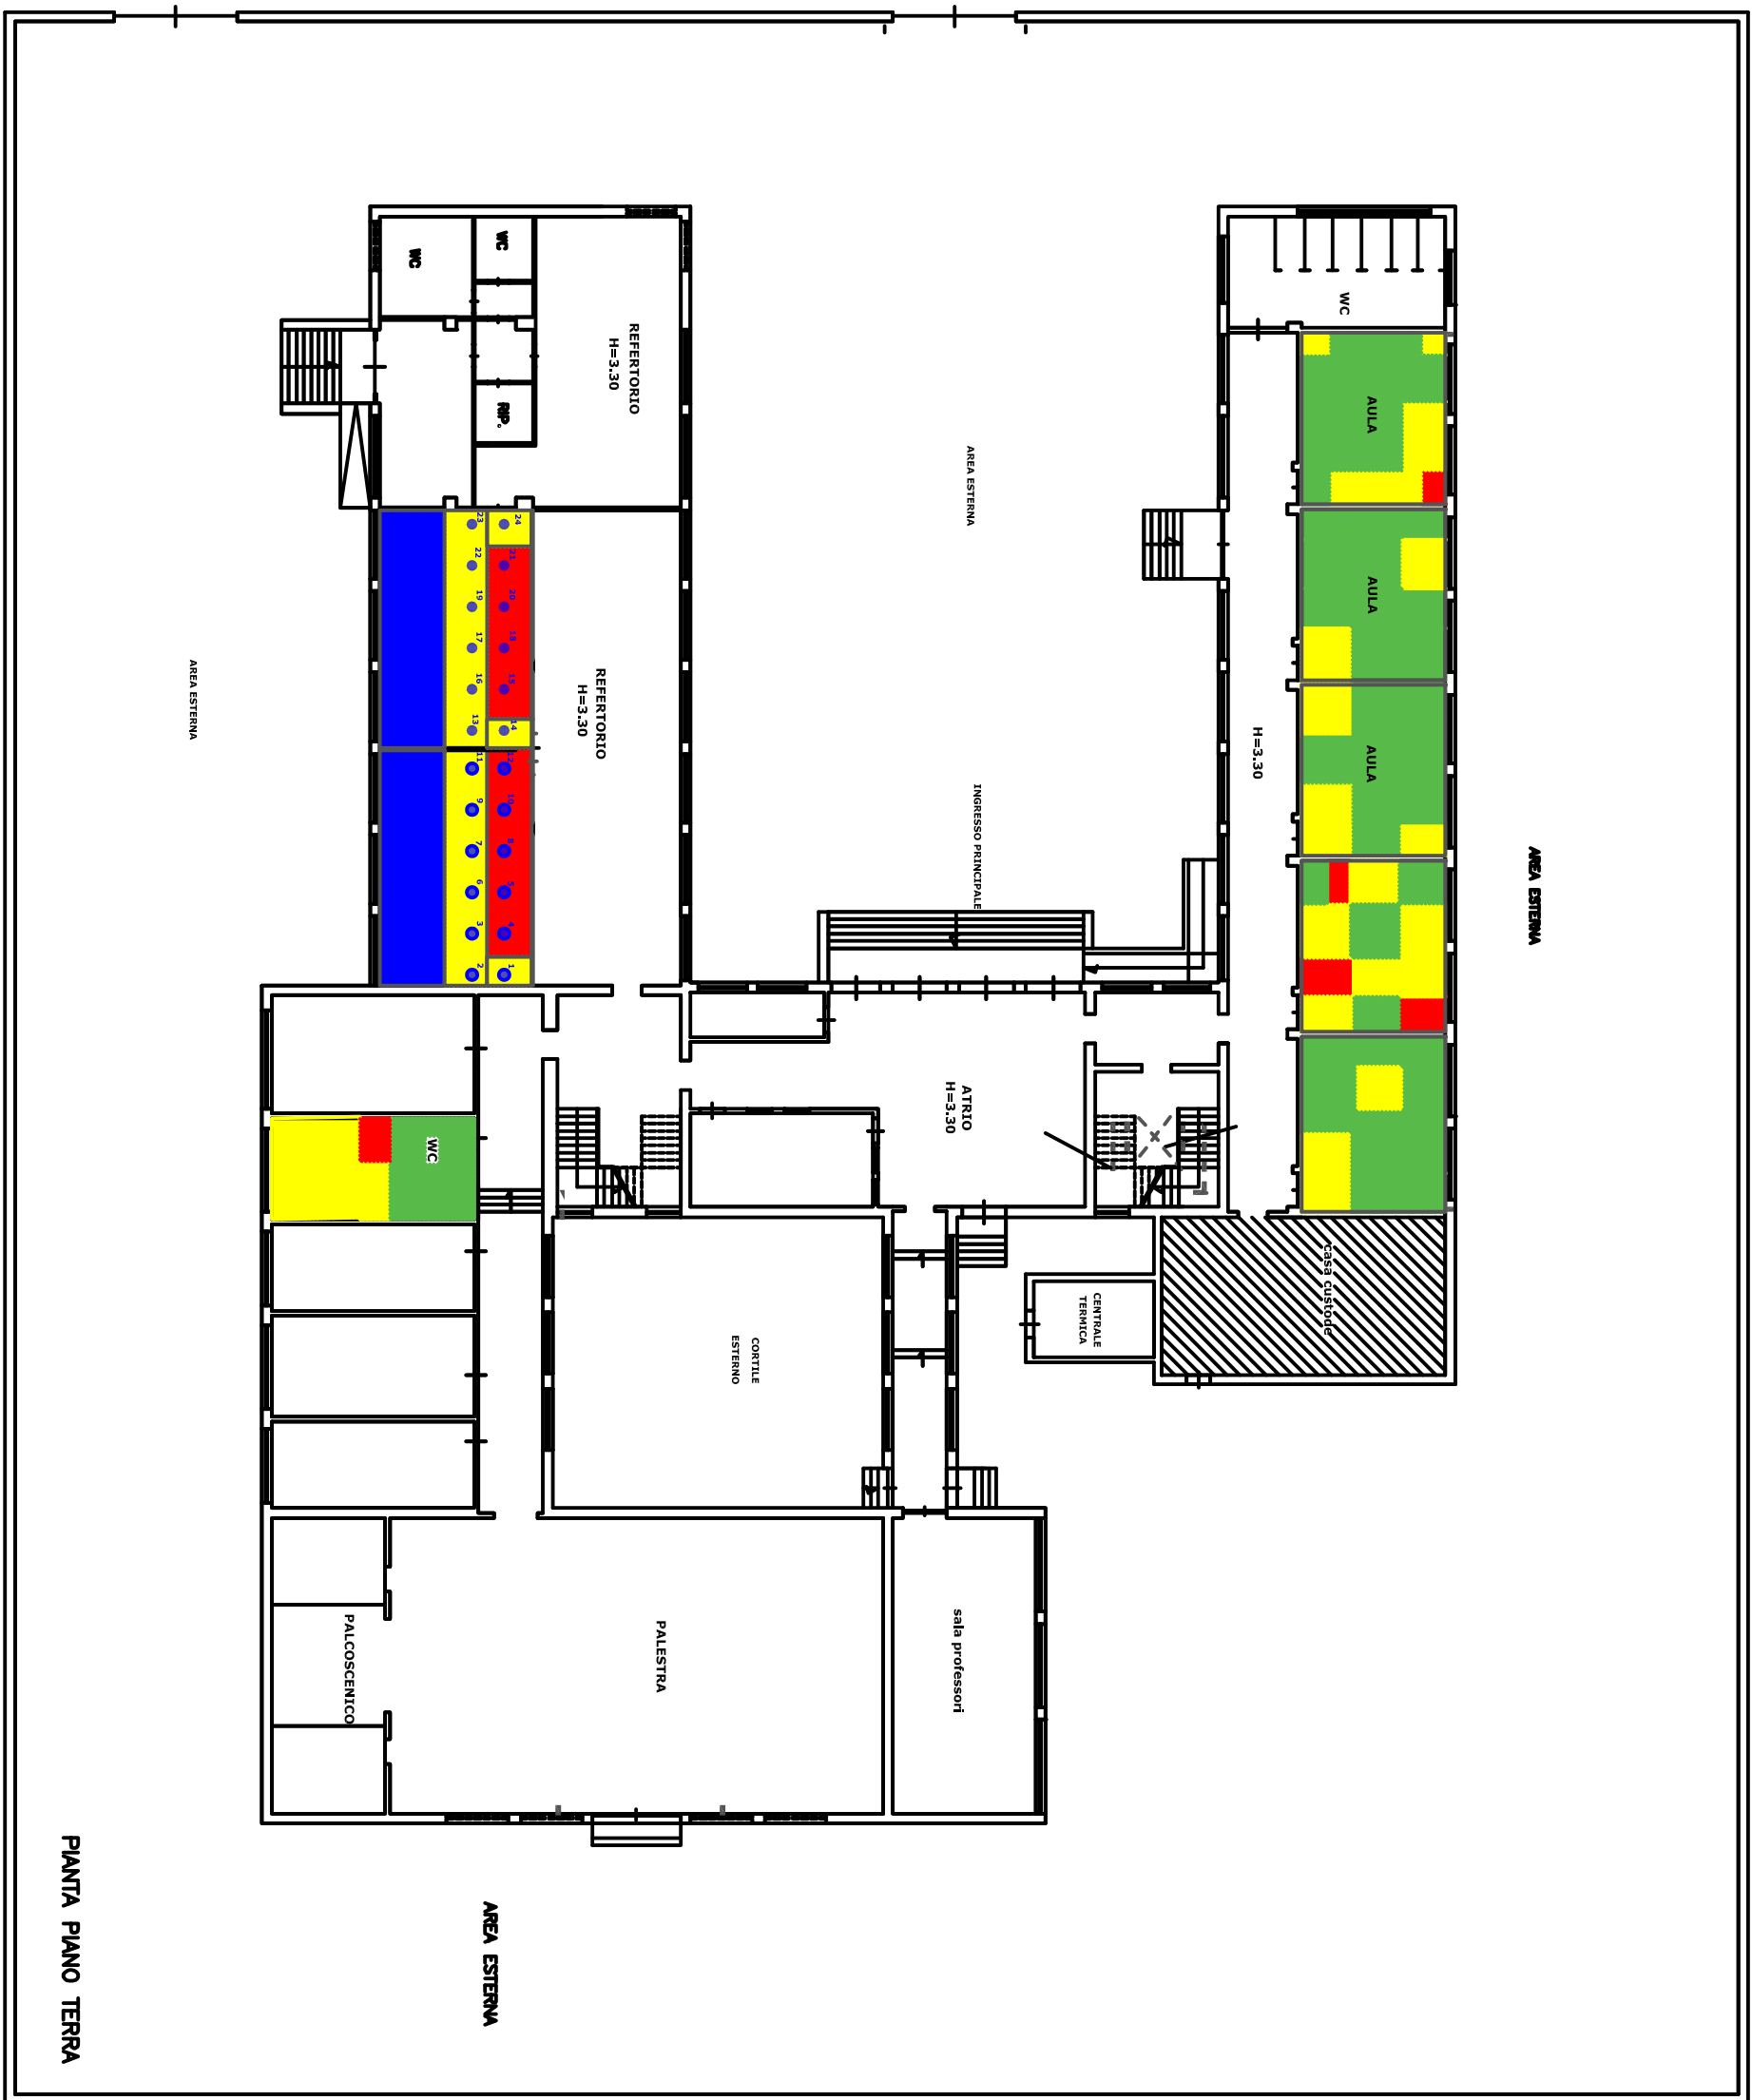 WC
WC
RIP.
REFERTORIO
H=3.30
WC
AULA
AULA
AULA
H=3.30
AREA ESTERNA
AREA ESTERNA
AREA ESTERNA
INGRESSO PRINCIPALE
REFERTORIO
H=3.30
24
23
21
22
20
19
18
17
15
16
14
13
12
11
10
9
8
7
5
6
4
3
1
2
ATRIO
H=3.30
WC
casa custode
CENTRALE
TERMICA
CORTILE
ESTERNO
PALESTRA
PALCOSCENICO
sala professori
AREA ESTERNA
PIANTA PIANO TERRA